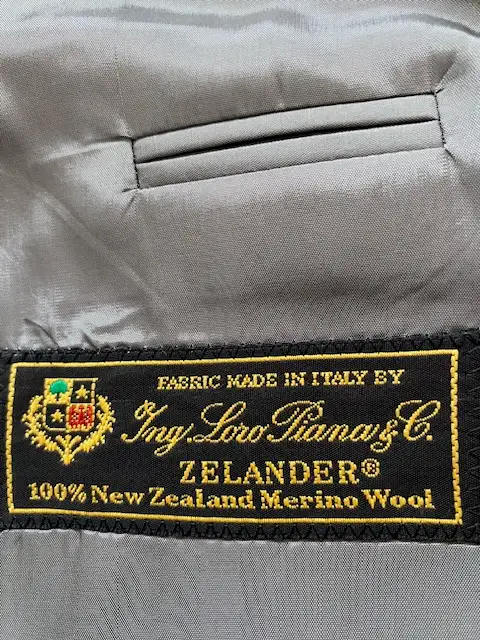 FABRIC MADE IN ITALY BY
Ing. Loro Piana & C.
ZELANDER®
100% New Zealand Merino Wool